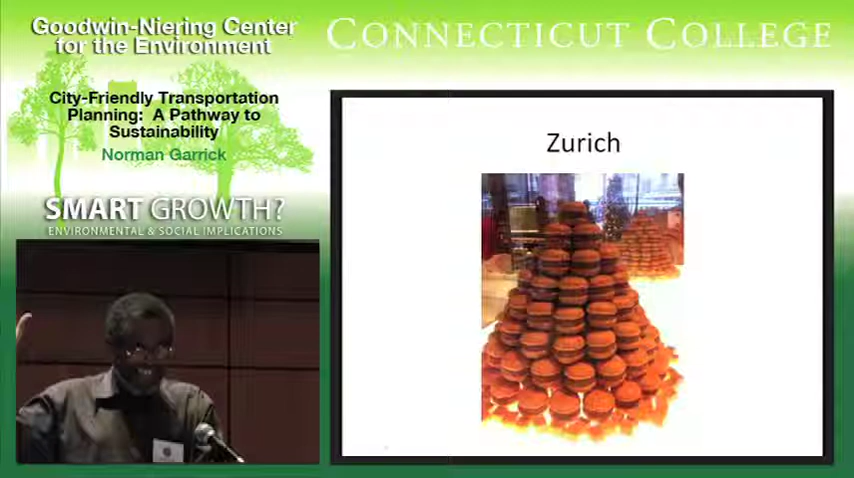 Goodwin-Niering Center
for the Environment
CONNECTICUT COLLEGE
City-Friendly Transportation
Planning: A Pathway to
Sustainability
Norman Garrick
SMART GROWTH?
ENVIRONMENTAL & SOCIAL IMPLICATIONS
Zurich